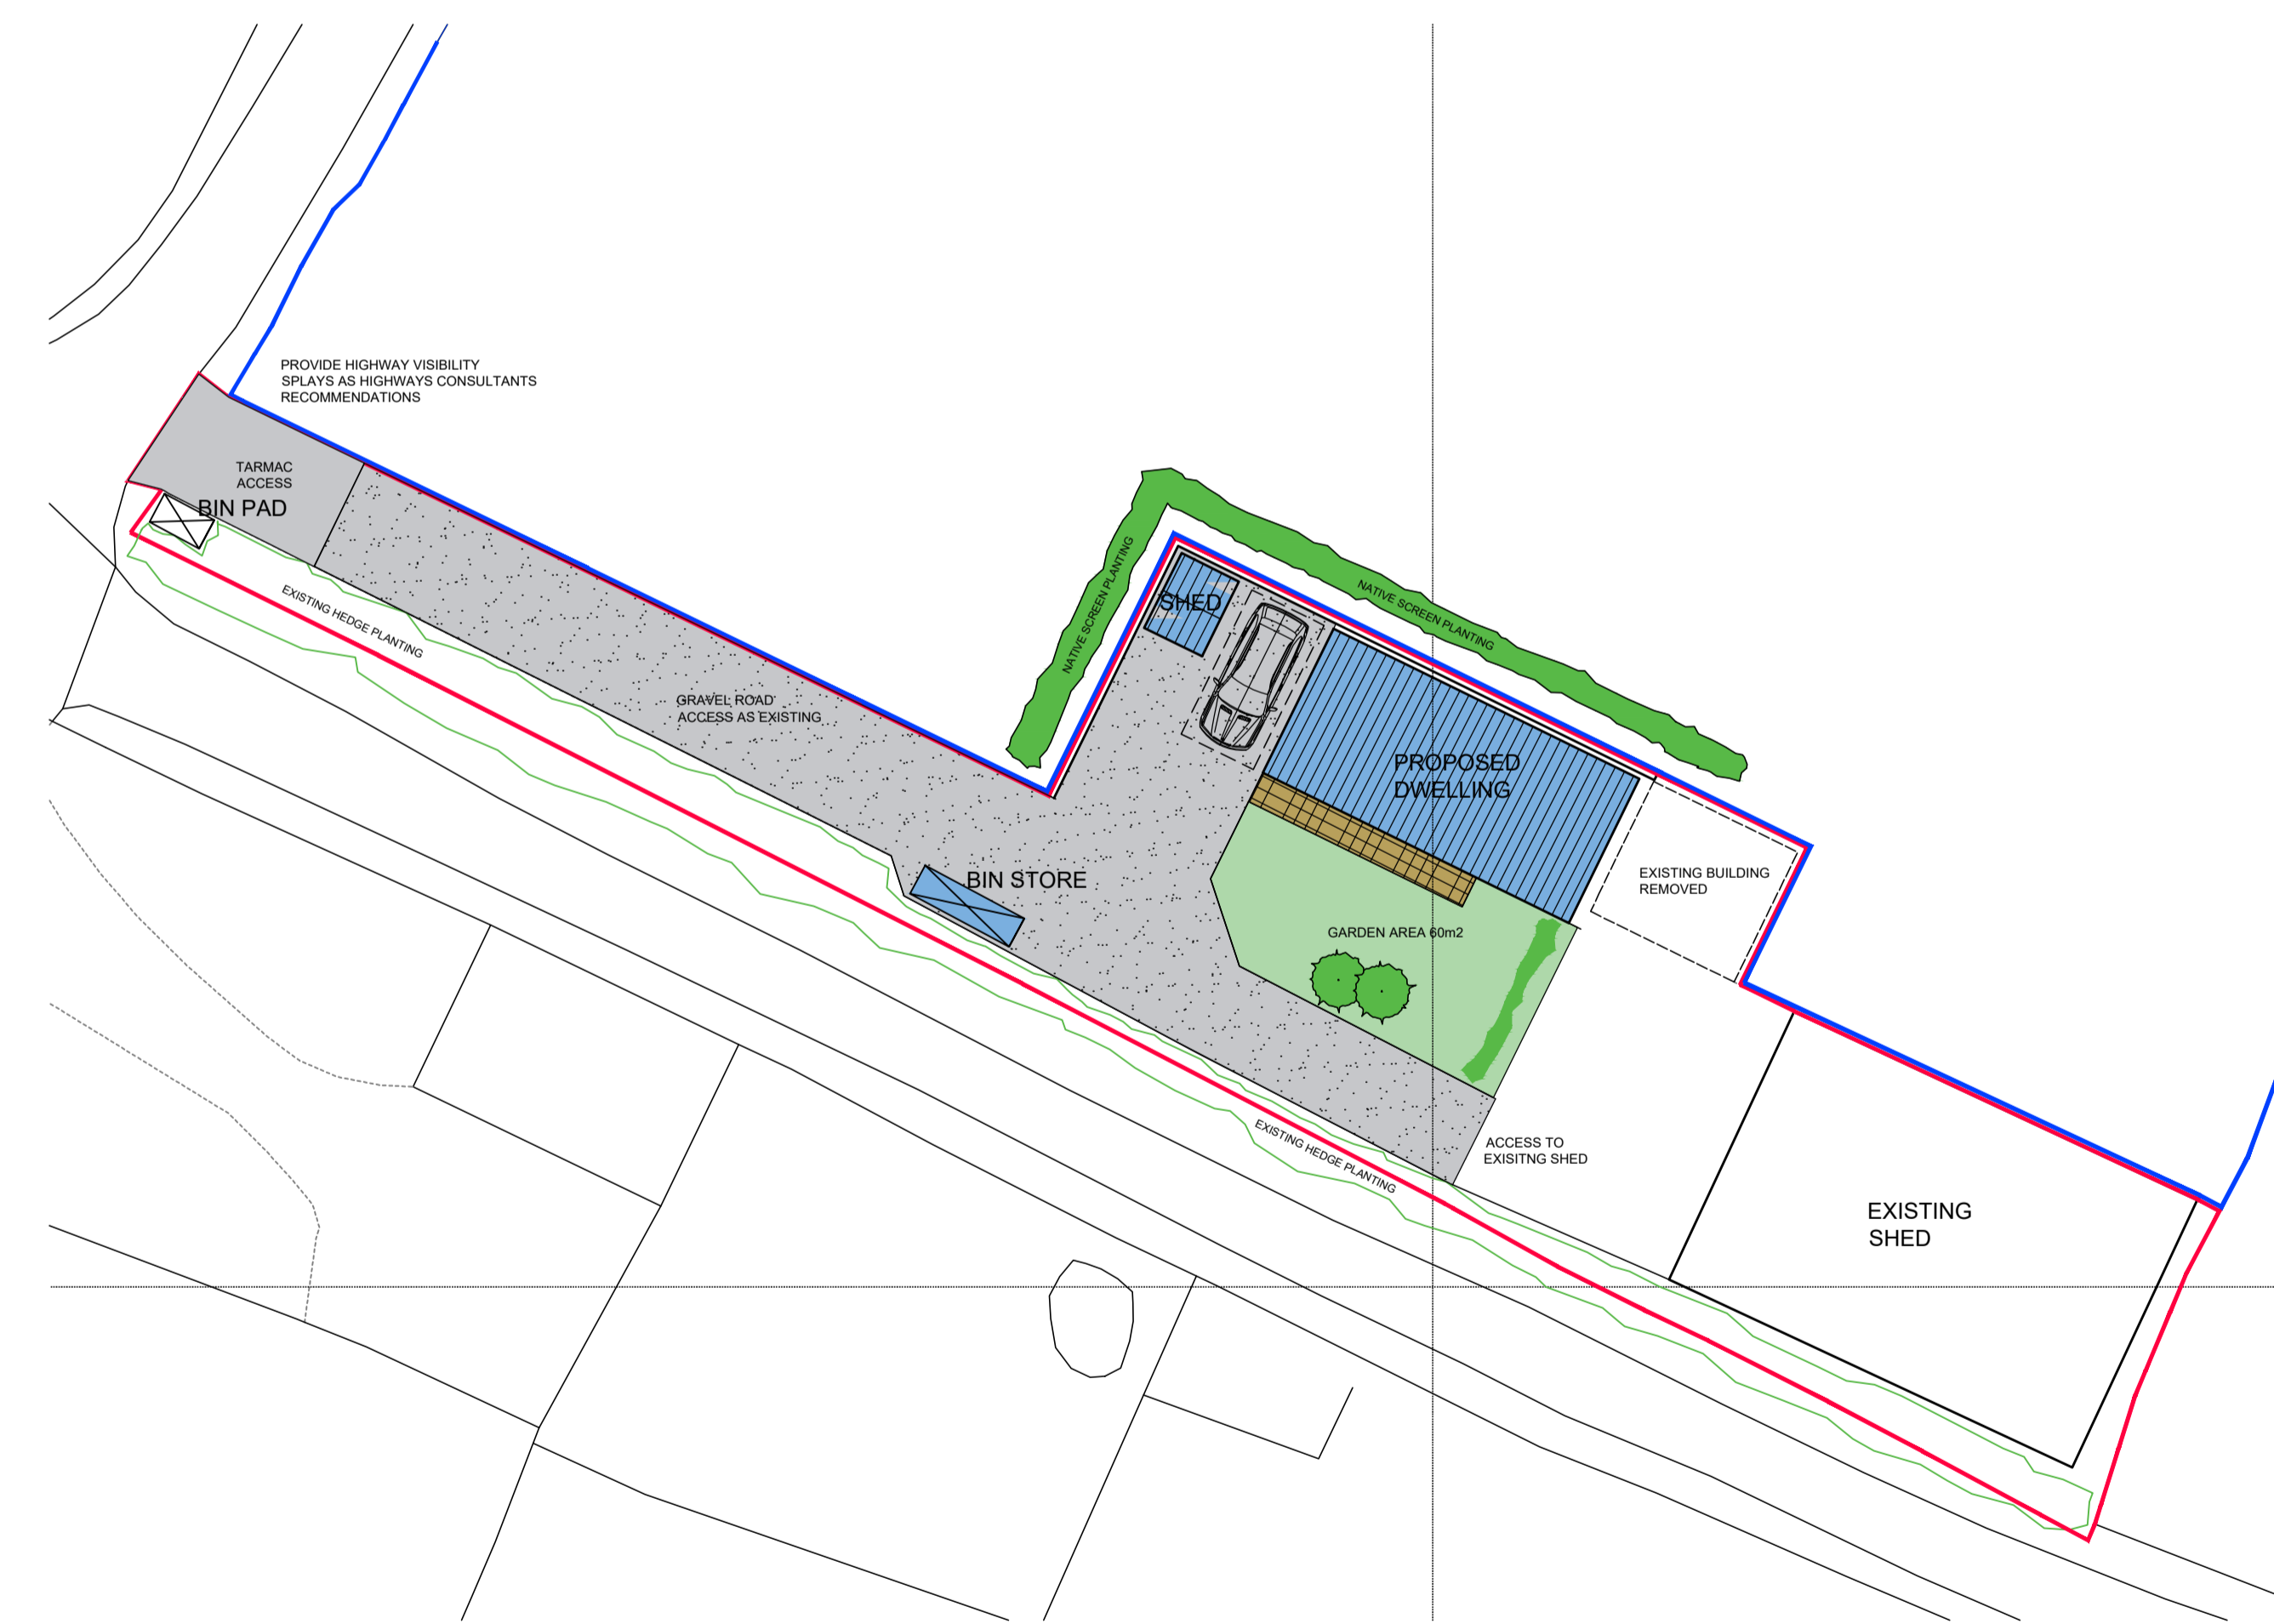 PROVIDE HIGHWAY VISIBILITY
SPLAYS AS HIGHWAYS CONSULTANTS
RECOMMENDATIONS
TARMAC
ACCESS
BIN PAD
EXISTING HEDGE PLANTING
GRAVEL ROAD
ACCESS AS EXISTING
NATIVE SCREEN PLANTING
SHED
NATIVE SCREEN PLANTING
PROPOSED
DWELLING
BIN STORE
EXISTING BUILDING
REMOVED
GARDEN AREA 60m2
EXISTING HEDGE PLANTING
ACCESS TO
EXISITNG SHED
EXISTING
SHED